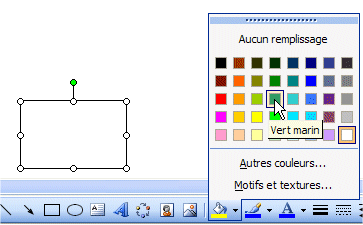 Aucun remplissage
Vert marin
Autres couleurs...
Motifs et textures...